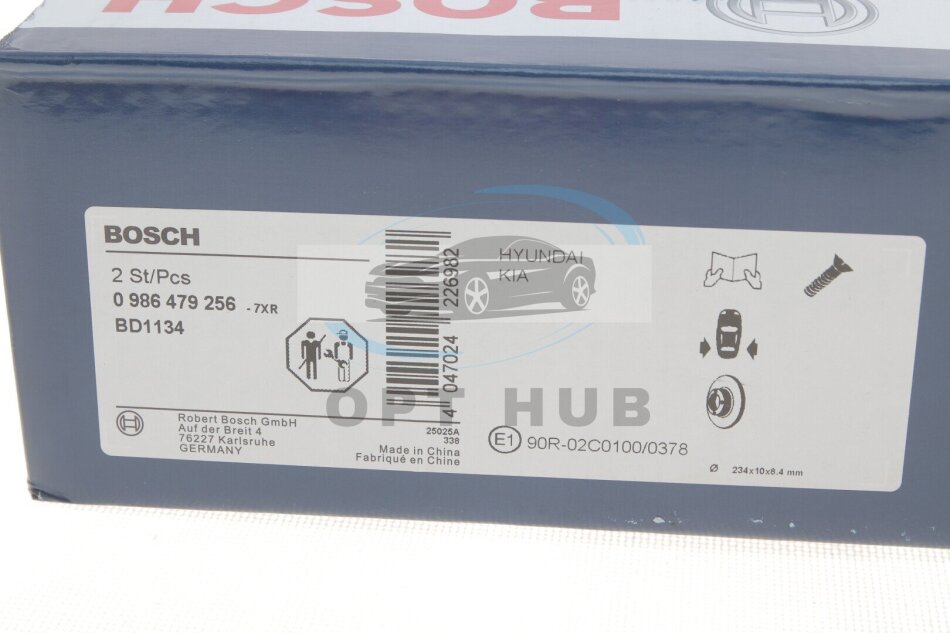 BOSCH
BOSCH
2 St/Pcs
0 986 479 256 - 7XR
BD1134
HYUNDAI
KIA
4 047024 226982
OPT HUB
Robert Bosch GmbH
Auf der Breit 4
76227 Karlsruhe
GERMANY
25025A
338
Made in China
Fabriqué en Chine
E1 90R-02C0100/0378
Ø 234x10x8.4 mm